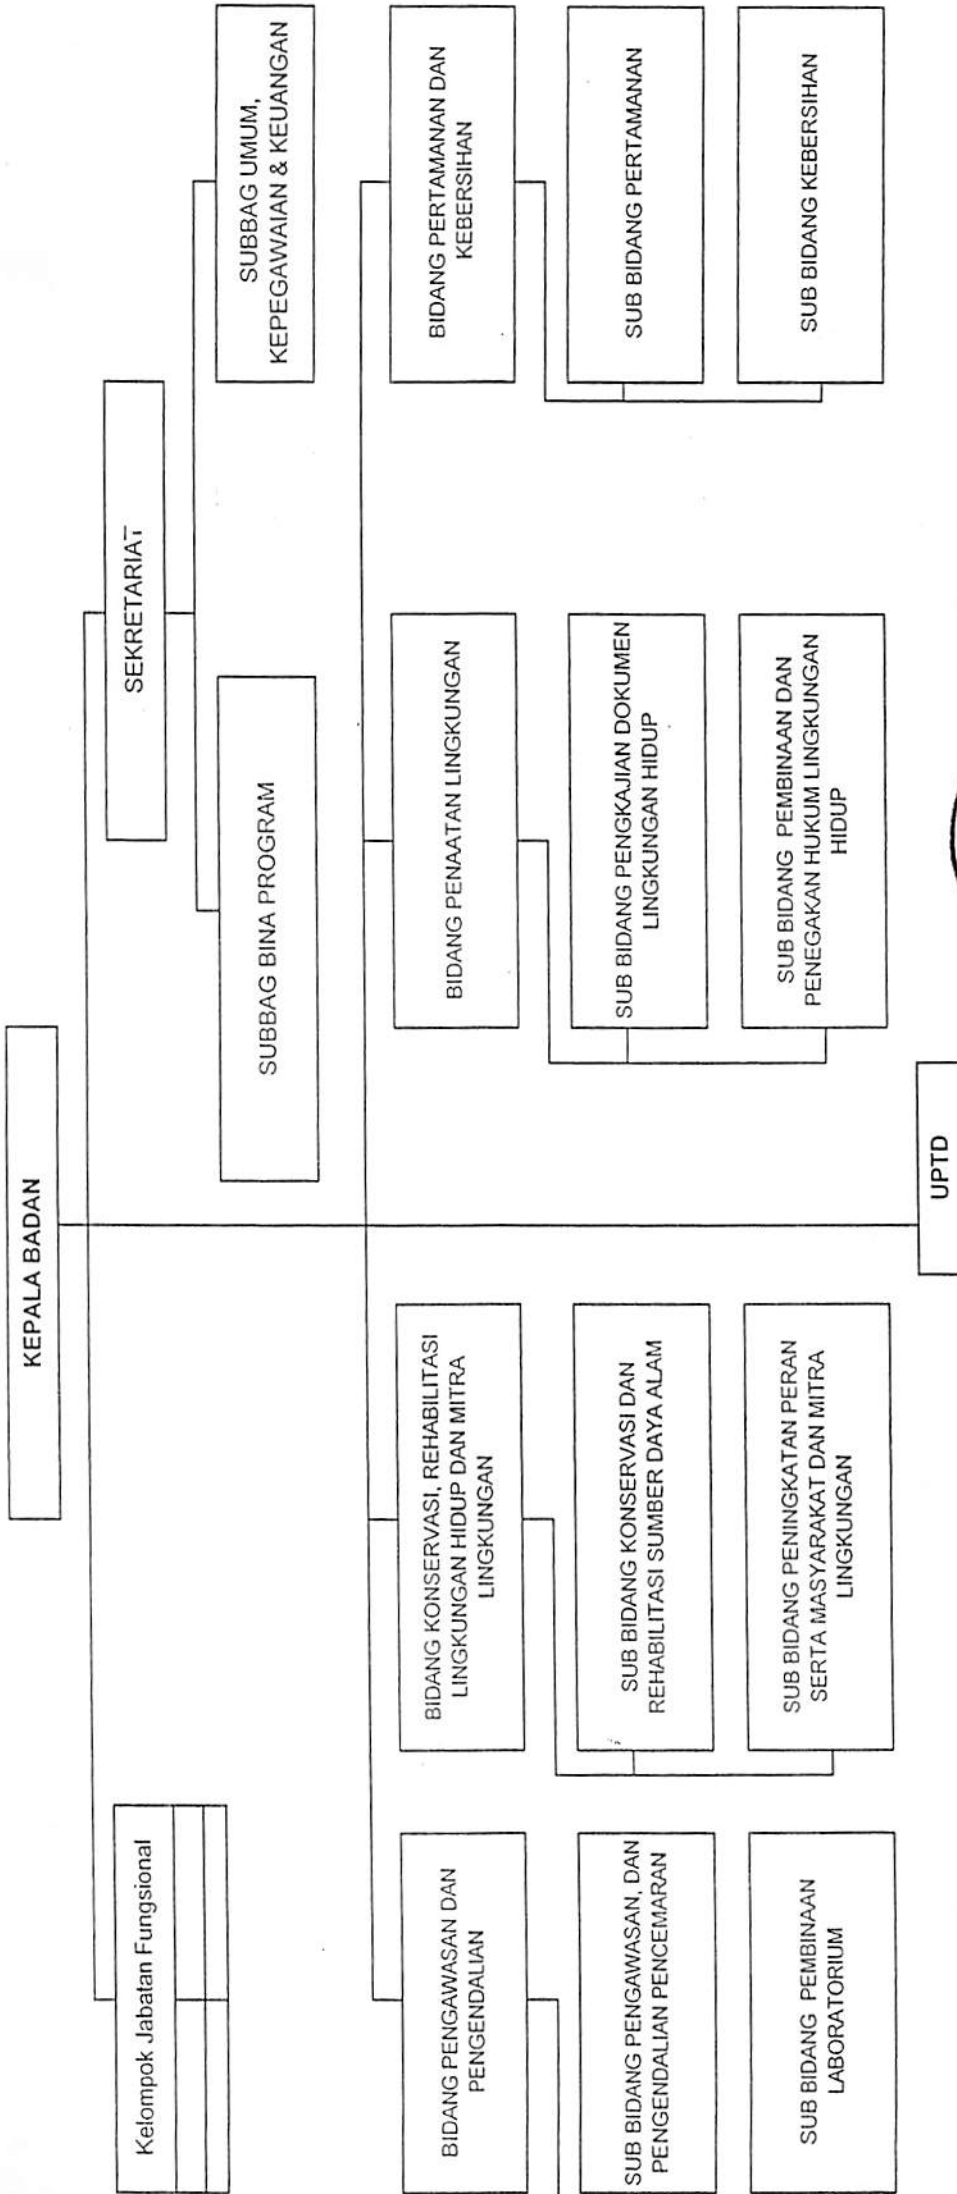 KEPALA BADAN
Kelompok Jabatan Fungsional
SEKRETARIAT
SUBBAG BINA PROGRAM
SUBBAG UMUM,
KEPEGAWAIAN & KEUANGAN
BIDANG PENGAWASAN DAN
PENGENDALIAN
BIDANG KONSERVASI, REHABILITASI
LINGKUNGAN HIDUP DAN MITRA
LINGKUNGAN
BIDANG PENAATAN LINGKUNGAN
BIDANG PERTAMANAN DAN
KEBERSIHAN
SUB BIDANG PENGAWASAN, DAN
PENGENDALIAN PENCEMARAN
SUB BIDANG KONSERVASI DAN
REHABILITASI SUMBER DAYA ALAM
SUB BIDANG PENGKAJIAN DOKUMEN
LINGKUNGAN HIDUP
SUB BIDANG PERTAMANAN
SUB BIDANG PEMBINAAN
LABORATORIUM
SUB BIDANG PENINGKATAN PERAN
SERTA MASYARAKAT DAN MITRA
LINGKUNGAN
SUB BIDANG PEMBINAAN DAN
PENEGAKAN HUKUM LINGKUNGAN
HIDUP
SUB BIDANG KEBERSIHAN
UPTD